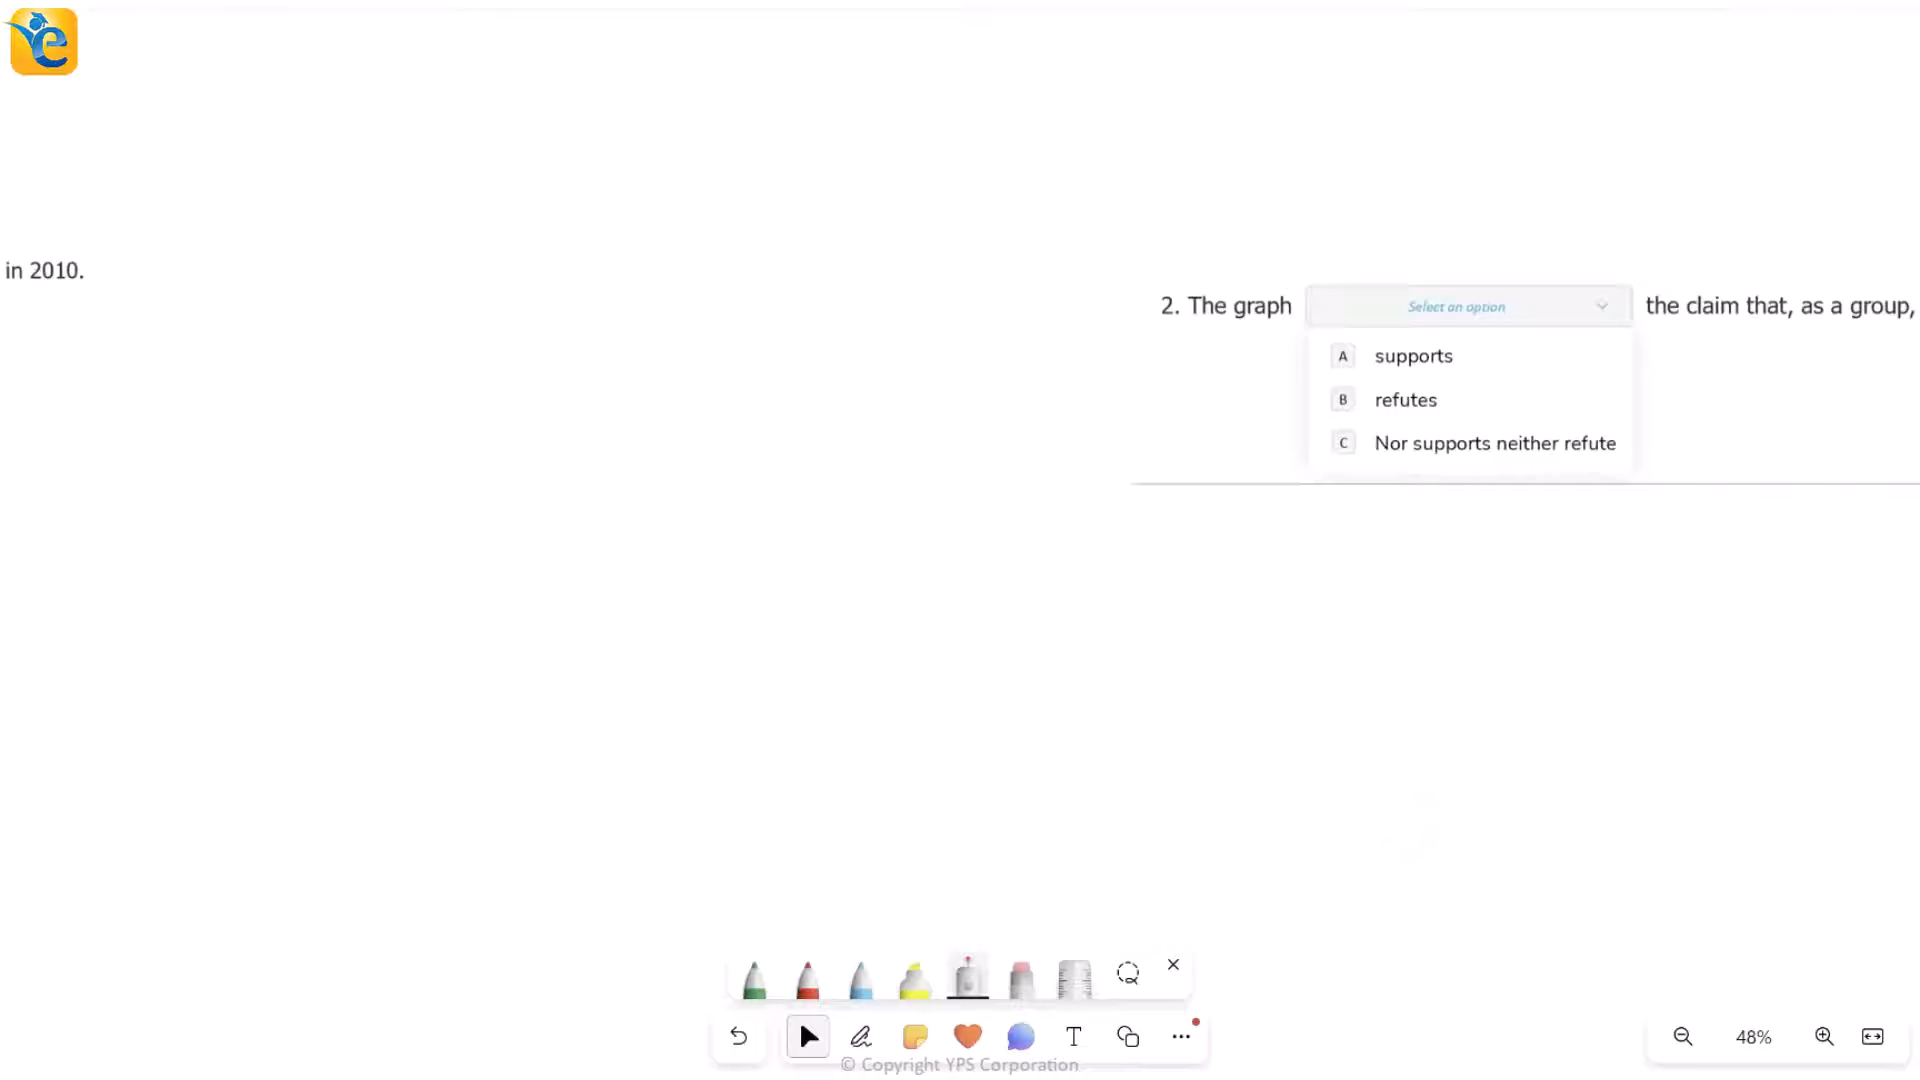 in 2010.
2. The graph Select an option the claim that, as a group,
A supports
B refutes
C Nor supports neither refute
48%
© Copyright YPS Corporation